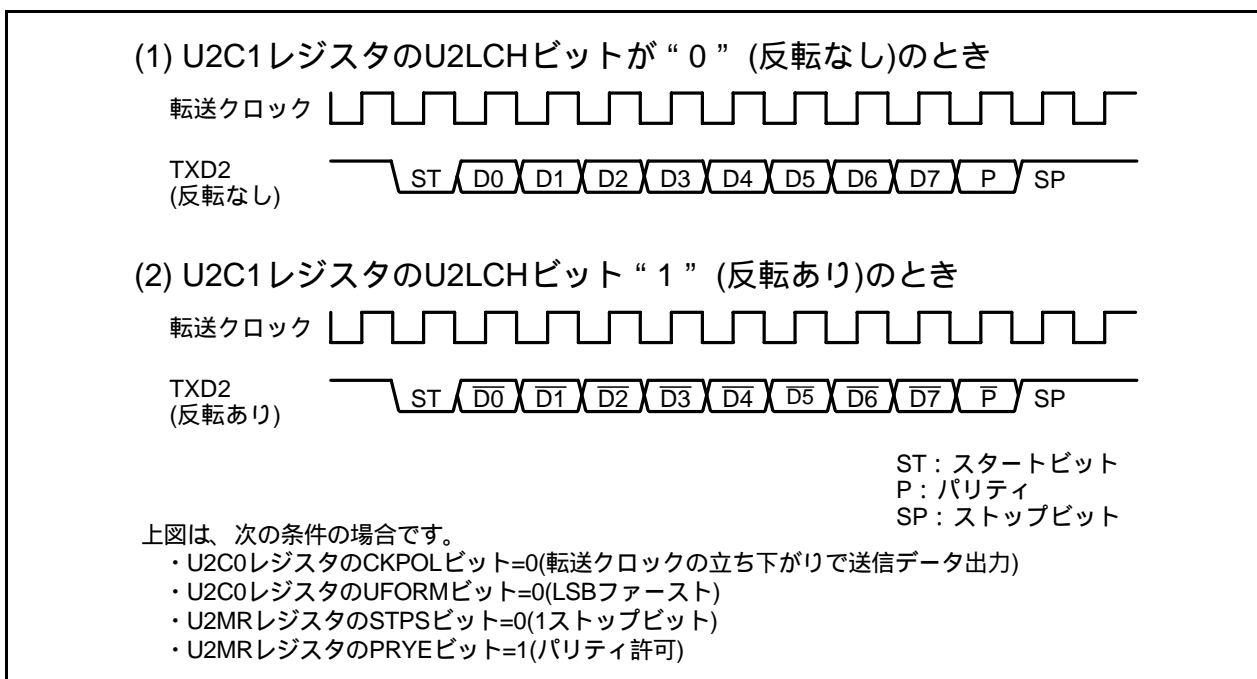 (1) U2C1レジスタのU2LCHビットが“0”(反転なし)のとき
転送クロック
TXD2
(反転なし)
ST D0 D1 D2 D3 D4 D5 D6 D7 P SP
(2) U2C1レジスタのU2LCHビット“1”(反転あり)のとき
転送クロック
TXD2
(反転あり)
ST D̅0̅ D̅1̅ D̅2̅ D̅3̅ D̅4̅ D̅5̅ D̅6̅ D̅7̅ P̅ SP
ST：スタートビット
P：パリティ
SP：ストップビット
上図は、次の条件の場合です。
・U2C0レジスタのCKPOLビット=0(転送クロックの立ち下がりで送信データ出力)
・U2C0レジスタのUFORMビット=0(LSBファースト)
・U2MRレジスタのSTPSビット=0(1ストップビット)
・U2MRレジスタのPRYEビット=1(パリティ許可)